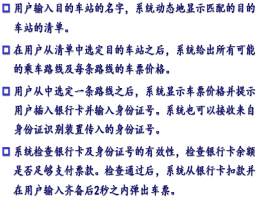 用户输入目的车站的名字，系统动态地显示匹配的目的
车站的清单。
在用户从清单中选定目的车站之后，系统给出所有可能
的乘车路线及每条路线的车票价格。
用户从中选定一条路线之后，系统显示车票价格并提示
用户插入银行卡并输入身份证号。系统也可以接收来自
身份证识别装置传入的身份证号。
系统检查银行卡及身份证号的有效性，检查银行卡余额
是否足够支付票款。检查通过后，系统从银行卡扣款并
在用户输入齐备后2秒之内弹出车票。